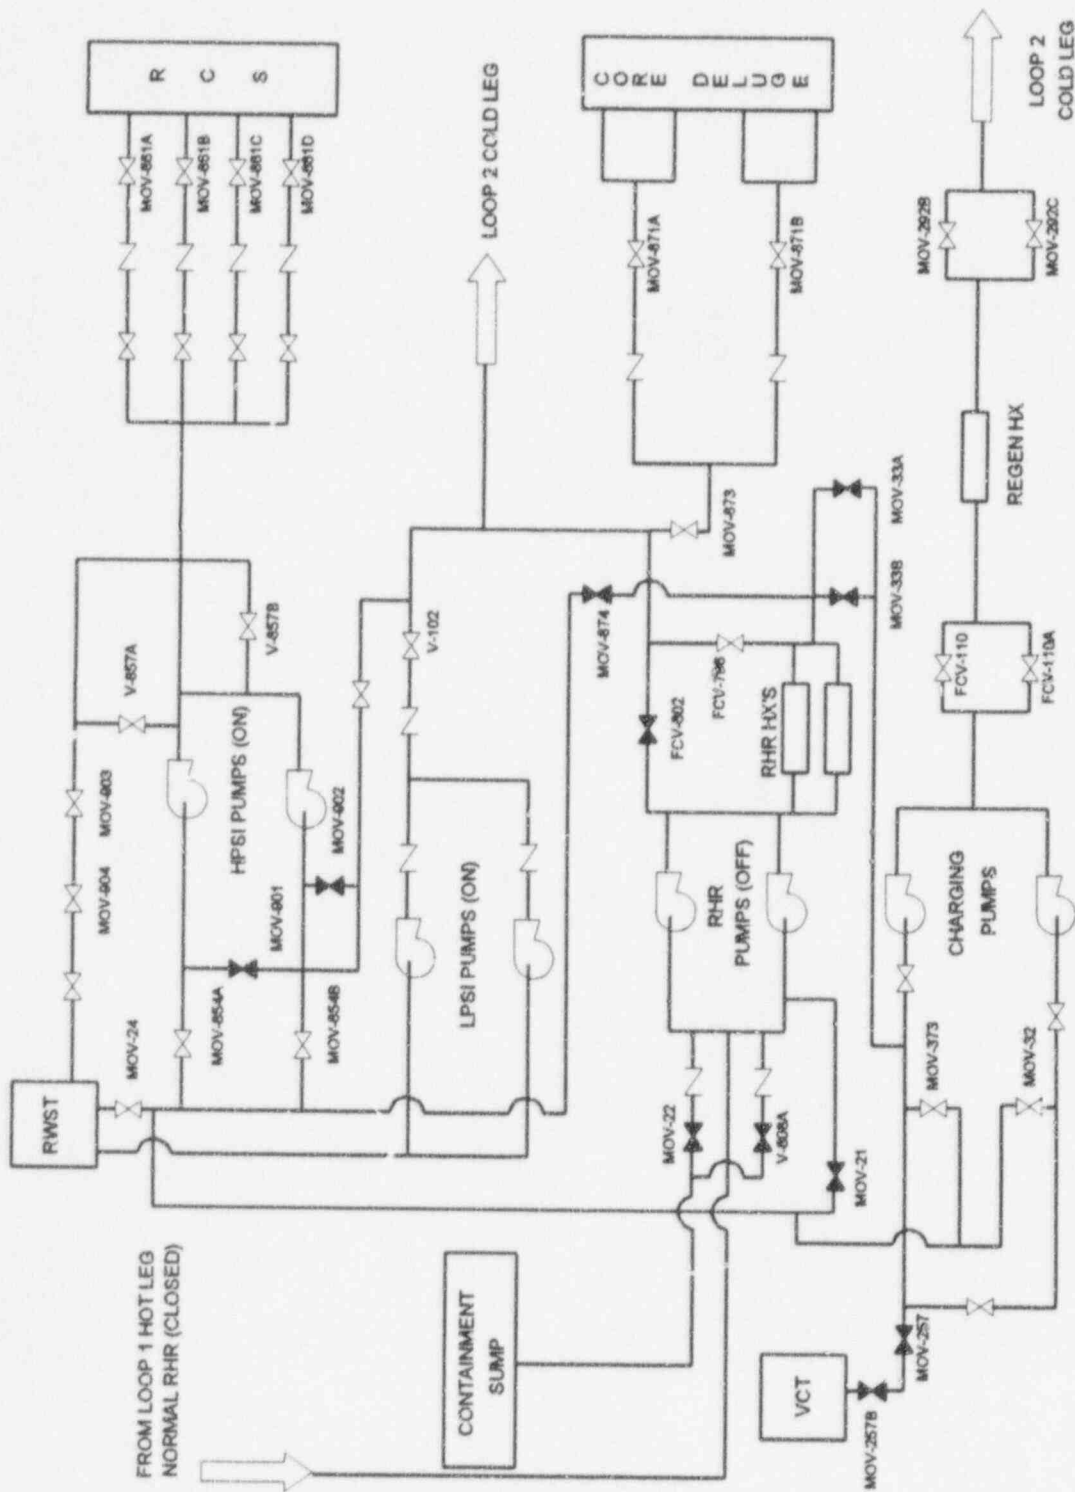 R C S
MOV-861A
MOV-861B
MOV-861C
MOV-861D
LOOP 2 COLD LEG
CORE
DELUGE
MOV-871A
MOV-871B
LOOP 2
COLD LEG
MOV-292B
MOV-292C
REGEN HX
FCV-110
FCV-110A
MOV-873
MOV-33A
MOV-33B
MOV-874
V-857A
V-857B
V-102
FCV-796
FCV-602
RHR HX'S
MOV-903
MOV-904
HPSI PUMPS (ON)
MOV-902
MOV-901
LPSI PUMPS (ON)
RHR
PUMPS (OFF)
CHARGING
PUMPS
MOV-24
MOV-854A
MOV-854B
RWST
MOV-22
V-808A
MOV-21
MOV-373
MOV-32
FROM LOOP 1 HOT LEG
NORMAL RHR (CLOSED)
CONTAINMENT
SUMP
VCT
MOV-257
MOV-257B